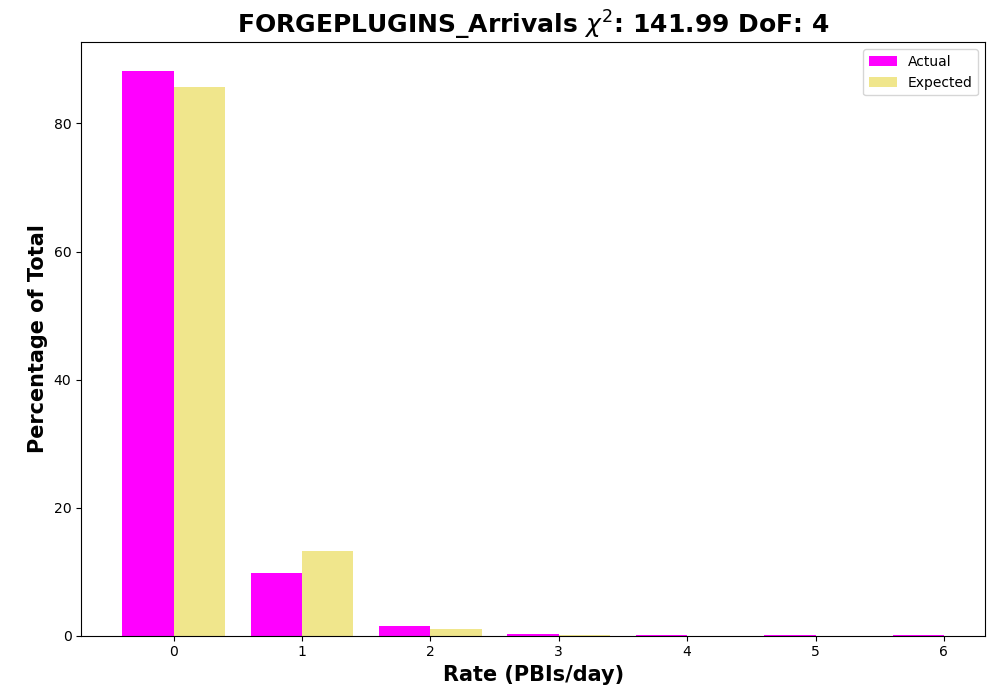 FORGEPLUGINS_Arrivals χ²: 141.99 DoF: 4
Actual
Expected
Percentage of Total
80
60
40
20
0
0 1 2 3 4 5 6
Rate (PBIs/day)